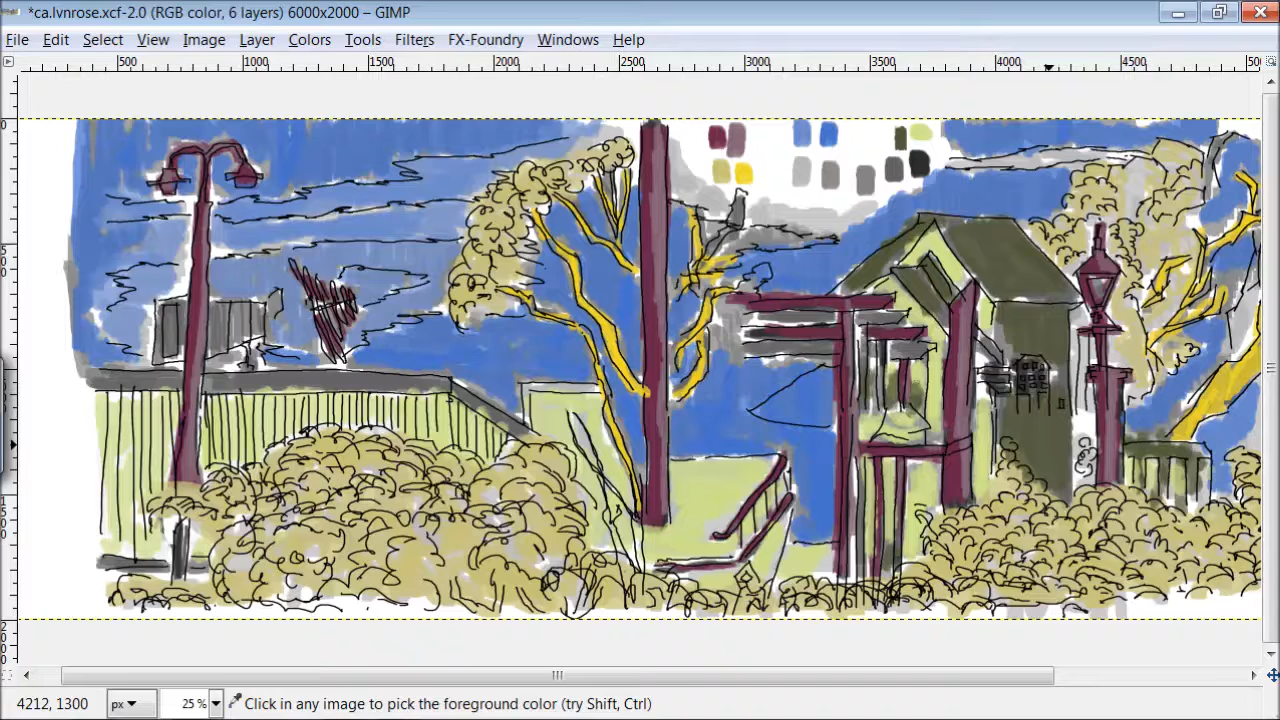 *ca.lvnrose.xcf-2.0 (RGB color, 6 layers) 6000x2000 – GIMP
File Edit Select View Image Layer Colors Tools Filters FX-Foundry Windows Help
500 1000 1500 2000 2500 3000 3500 4000 4500
0
4212, 1300 px 25% Click in any image to pick the foreground color (try Shift, Ctrl)